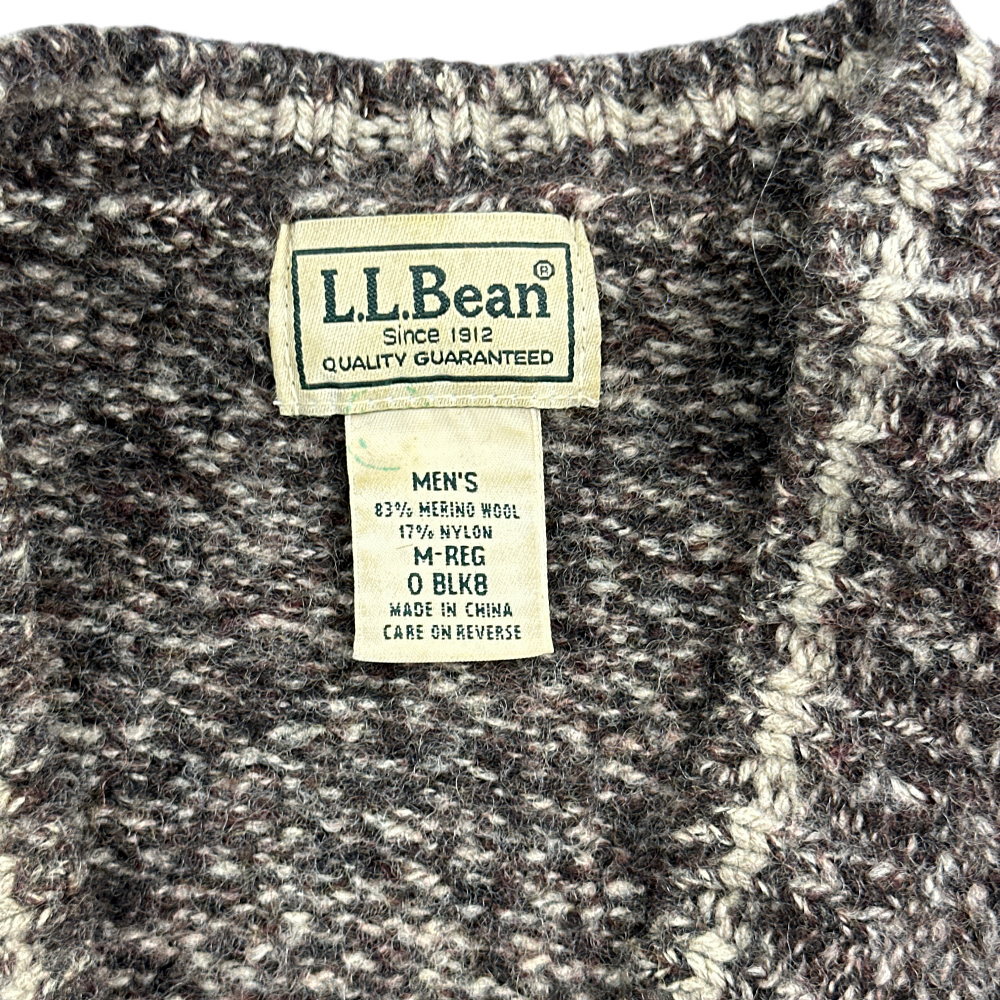 L.L.Bean®
Since 1912
QUALITY GUARANTEED
MEN'S
83% MERINO WOOL
17% NYLON
M-REG
0 BLK8
MADE IN CHINA
CARE ON REVERSE